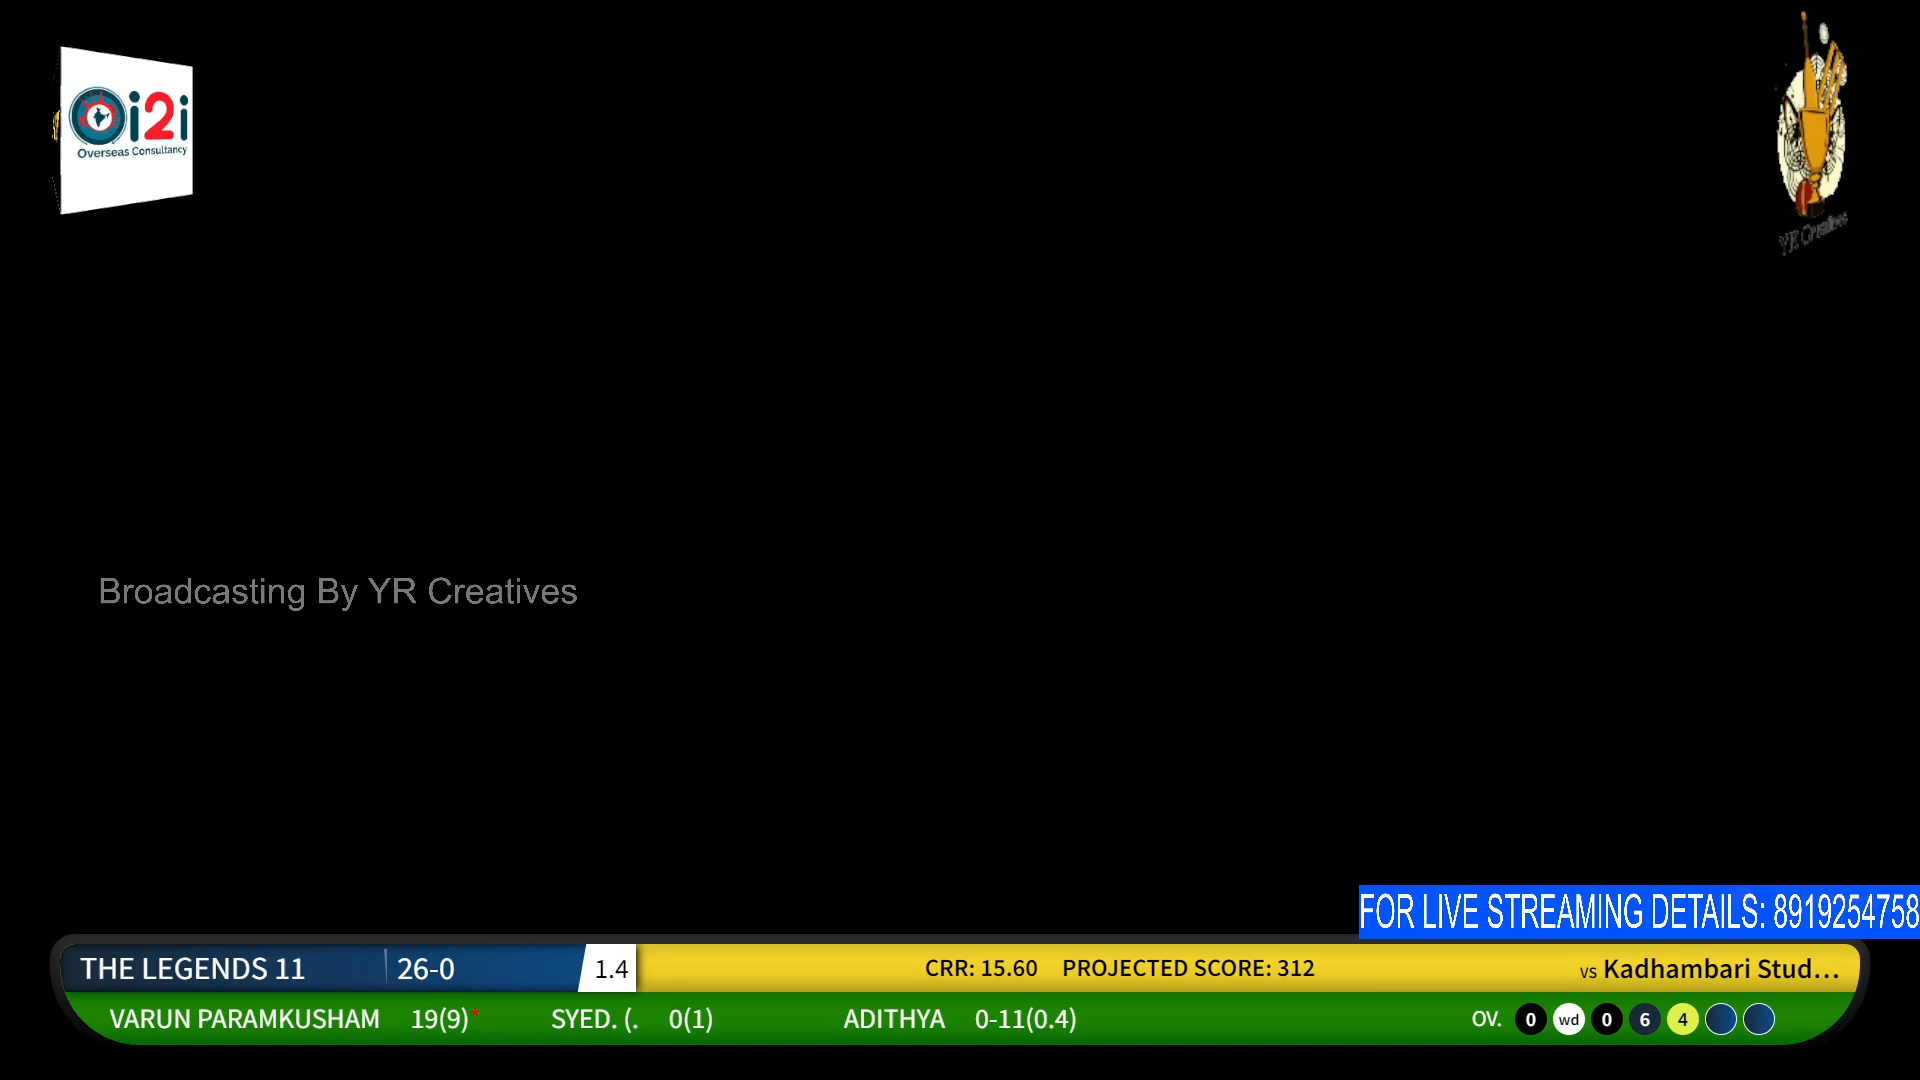 i2i
Overseas Consultancy
YR Creatives
Broadcasting By YR Creatives
FOR LIVE STREAMING DETAILS: 8919254758
THE LEGENDS 11 26-0 1.4 CRR: 15.60 PROJECTED SCORE: 312 vs Kadhambari Stud...
VARUN PARAMKUSHAM 19(9)* SYED. (. 0(1) ADITHYA 0-11(0.4) OV. 0 wd 0 6 4